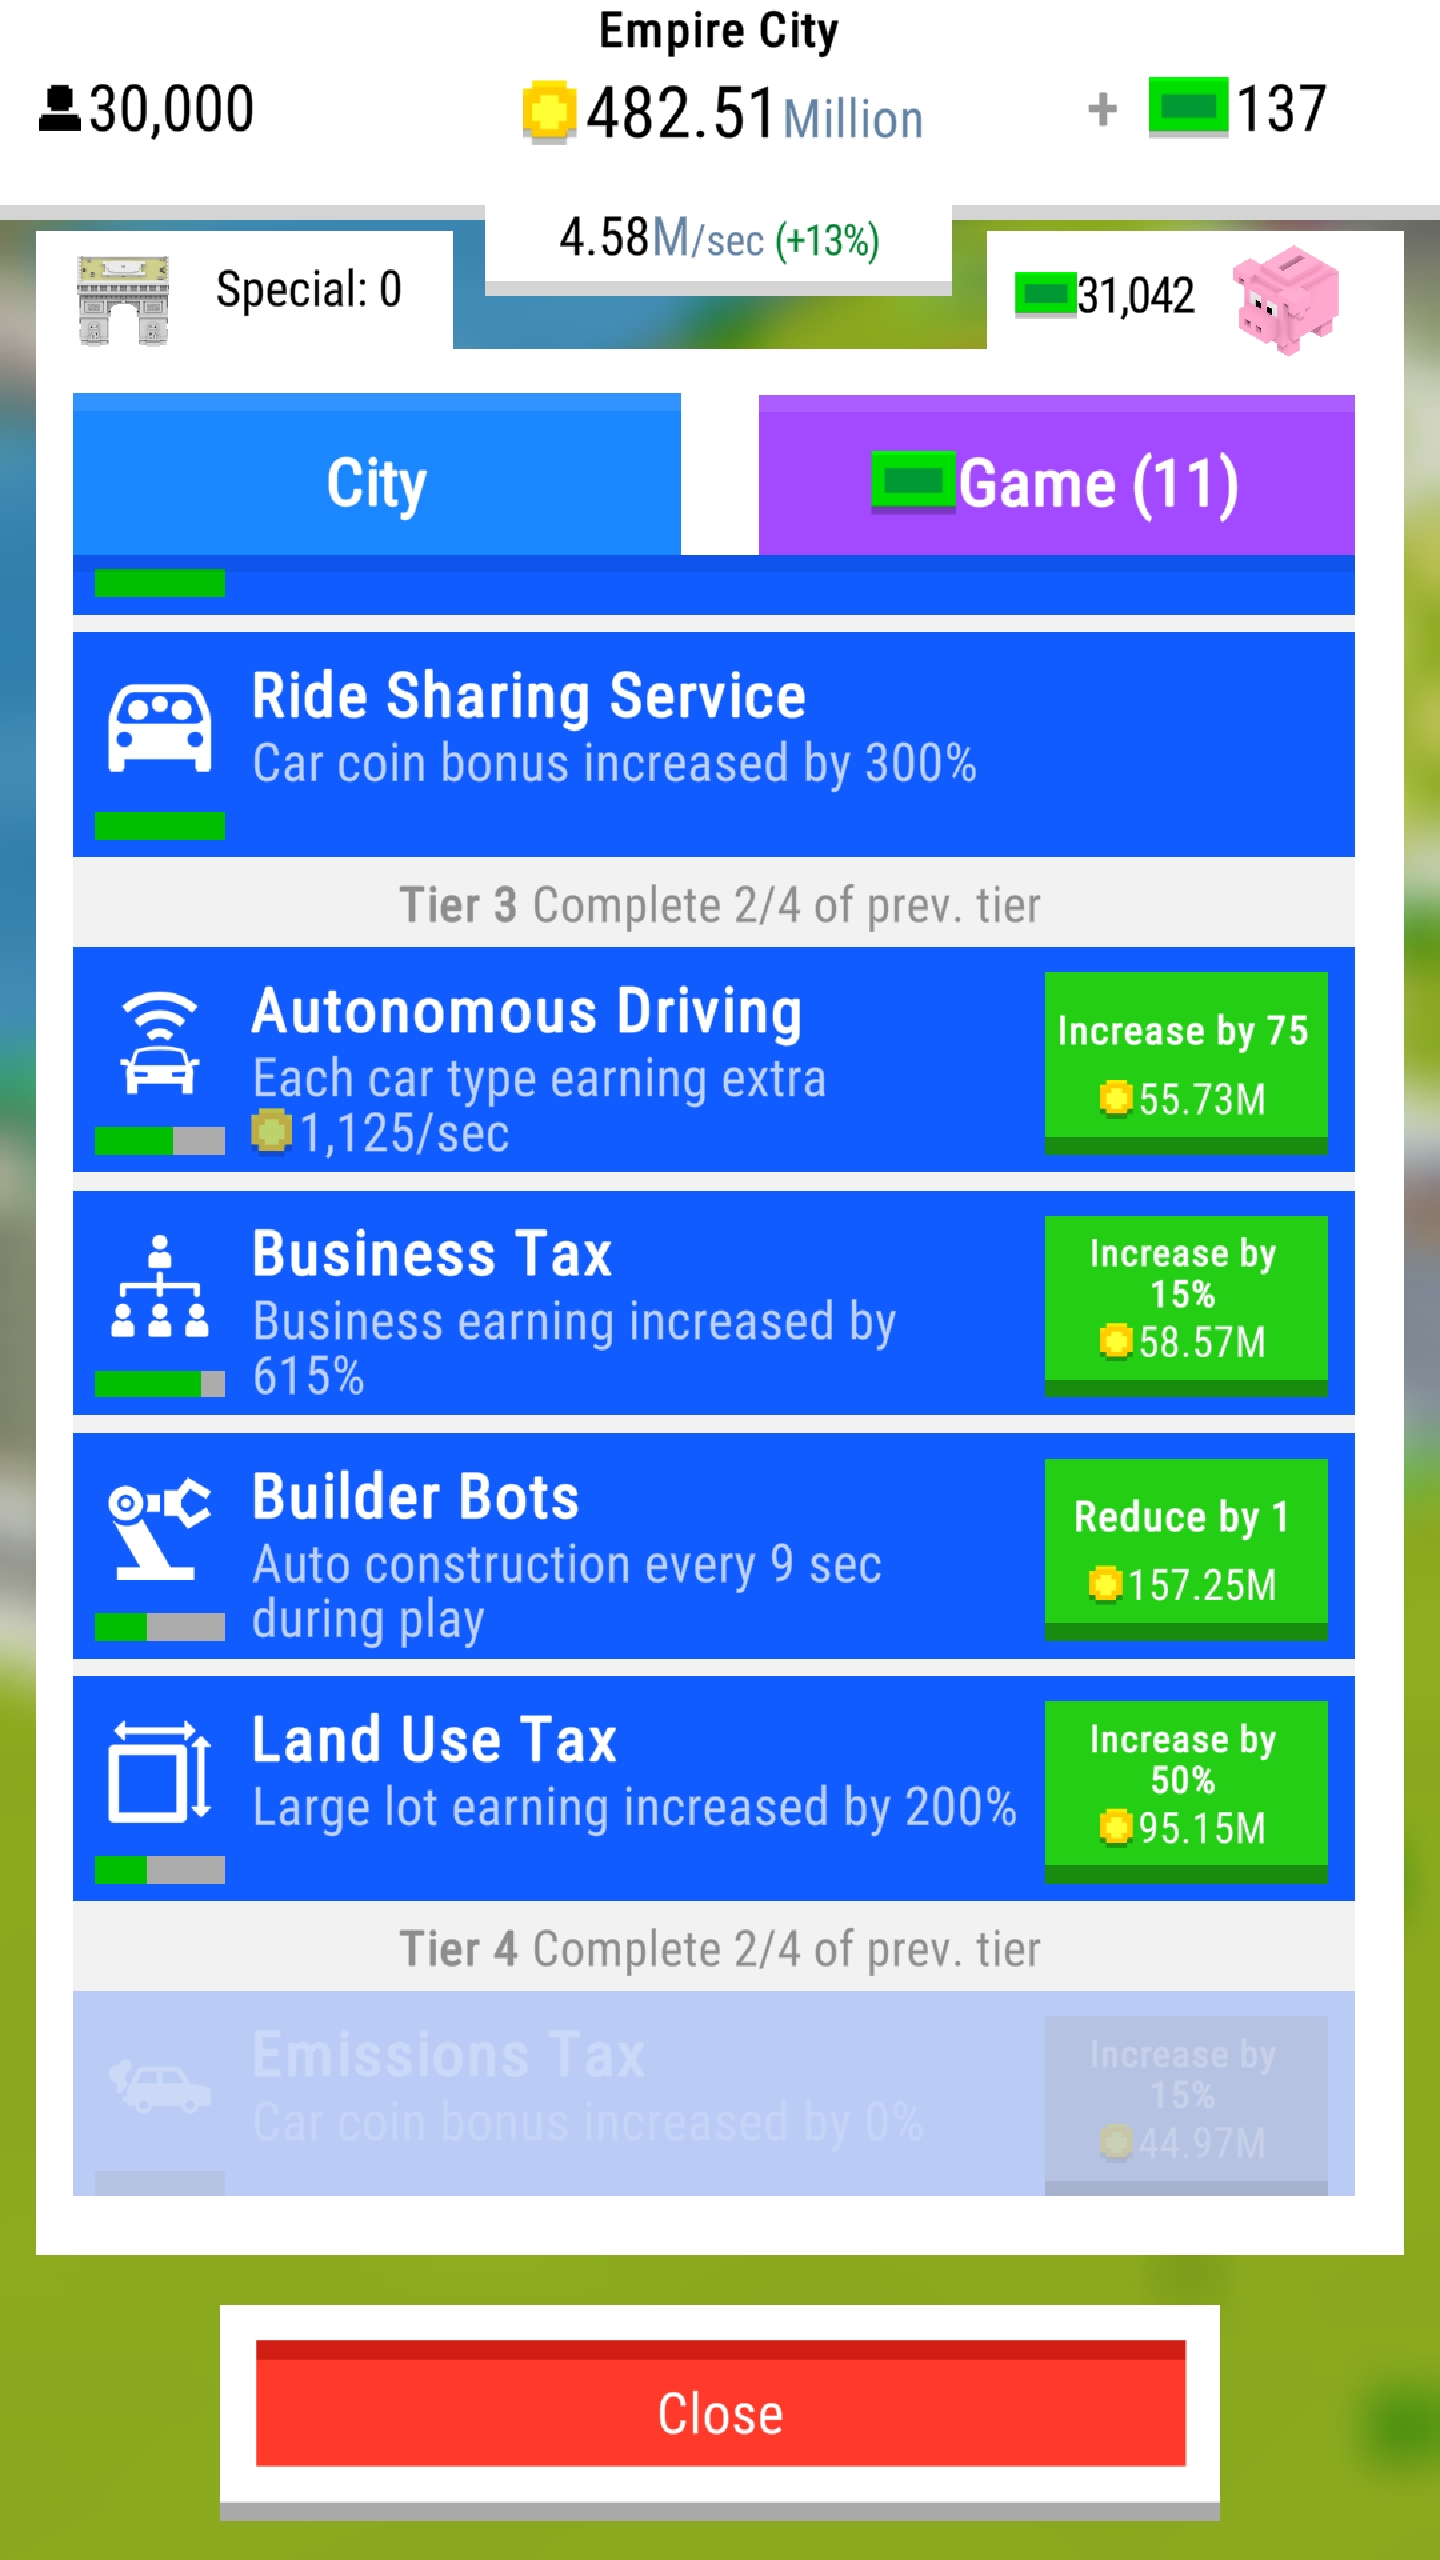 Empire City
30,000
482.51 Million
+ 137
4.58M/sec (+13%)
Special: 0
31,042
City
Game (11)
Ride Sharing Service
Car coin bonus increased by 300%
Tier 3 Complete 2/4 of prev. tier
Autonomous Driving
Each car type earning extra
1,125/sec
Increase by 75
55.73M
Business Tax
Business earning increased by
615%
Increase by
15%
58.57M
Builder Bots
Auto construction every 9 sec
during play
Reduce by 1
157.25M
Land Use Tax
Large lot earning increased by 200%
Increase by
50%
95.15M
Tier 4 Complete 2/4 of prev. tier
Emissions Tax
Car coin bonus increased by 0%
Increase by
15%
44.97M
Close